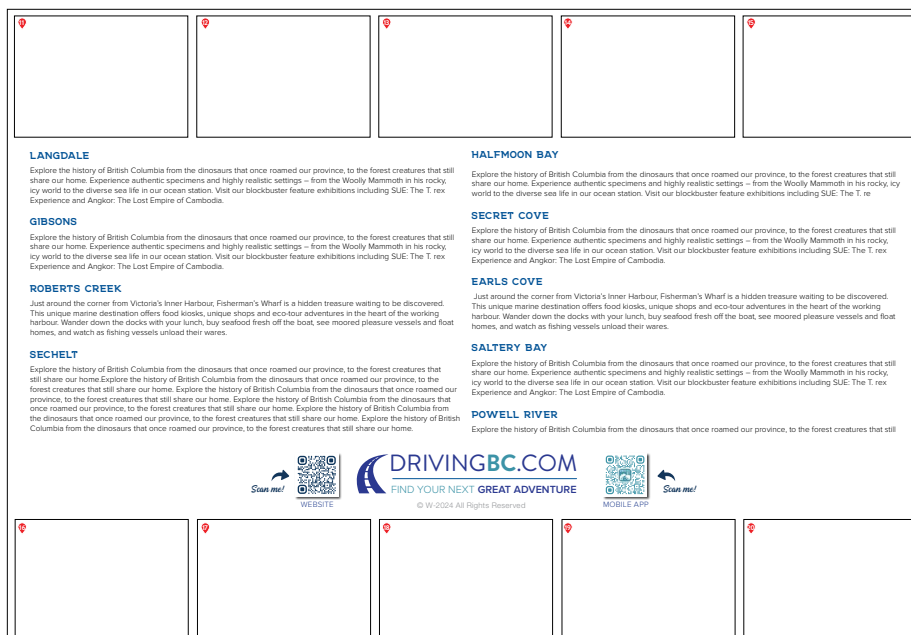 11
12
13
14
15
LANGDALE
Explore the history of British Columbia from the dinosaurs that once roamed our province, to the forest creatures that still
share our home. Experience authentic specimens and highly realistic settings – from the Woolly Mammoth in his rocky,
icy world to the diverse sea life in our ocean station. Visit our blockbuster feature exhibitions including SUE: The T. rex
Experience and Angkor: The Lost Empire of Cambodia.
GIBSONS
Explore the history of British Columbia from the dinosaurs that once roamed our province, to the forest creatures that still
share our home. Experience authentic specimens and highly realistic settings – from the Woolly Mammoth in his rocky,
icy world to the diverse sea life in our ocean station. Visit our blockbuster feature exhibitions including SUE: The T. rex
Experience and Angkor: The Lost Empire of Cambodia.
ROBERTS CREEK
Just around the corner from Victoria's Inner Harbour, Fisherman's Wharf is a hidden treasure waiting to be discovered.
This unique marine destination offers food kiosks, unique shops and eco-tour adventures in the heart of the working
harbour. Wander down the docks with your lunch, buy seafood fresh off the boat, see moored pleasure vessels and float
homes, and watch as fishing vessels unload their wares.
SECHELT
Explore the history of British Columbia from the dinosaurs that once roamed our province, to the forest creatures that
still share our home.Explore the history of British Columbia from the dinosaurs that once roamed our province, to the
forest creatures that still share our home. Explore the history of British Columbia from the dinosaurs that once roamed our
province, to the forest creatures that still share our home. Explore the history of British Columbia from the dinosaurs that
once roamed our province, to the forest creatures that still share our home. Explore the history of British Columbia from
the dinosaurs that once roamed our province, to the forest creatures that still share our home. Explore the history of British
Columbia from the dinosaurs that once roamed our province, to the forest creatures that still share our home.
HALFMOON BAY
Explore the history of British Columbia from the dinosaurs that once roamed our province, to the forest creatures that still
share our home. Experience authentic specimens and highly realistic settings – from the Woolly Mammoth in his rocky, icy
world to the diverse sea life in our ocean station. Visit our blockbuster feature exhibitions including SUE: The T. re
SECRET COVE
Explore the history of British Columbia from the dinosaurs that once roamed our province, to the forest creatures that still
share our home. Experience authentic specimens and highly realistic settings – from the Woolly Mammoth in his rocky,
icy world to the diverse sea life in our ocean station. Visit our blockbuster feature exhibitions including SUE: The T. rex
Experience and Angkor: The Lost Empire of Cambodia.
EARLS COVE
Just around the corner from Victoria's Inner Harbour, Fisherman's Wharf is a hidden treasure waiting to be discovered.
This unique marine destination offers food kiosks, unique shops and eco-tour adventures in the heart of the working
harbour. Wander down the docks with your lunch, buy seafood fresh off the boat, see moored pleasure vessels and float
homes, and watch as fishing vessels unload their wares.
SALTERY BAY
Explore the history of British Columbia from the dinosaurs that once roamed our province, to the forest creatures that still
share our home. Experience authentic specimens and highly realistic settings – from the Woolly Mammoth in his rocky,
icy world to the diverse sea life in our ocean station. Visit our blockbuster feature exhibitions including SUE: The T. rex
Experience and Angkor: The Lost Empire of Cambodia.
POWELL RIVER
Explore the history of British Columbia from the dinosaurs that once roamed our province, to the forest creatures that still
Scan me!
WEBSITE
DRIVINGBC.COM
FIND YOUR NEXT GREAT ADVENTURE
© W-2024 All Rights Reserved
MOBILE APP
Scan me!
16
17
18
19
20